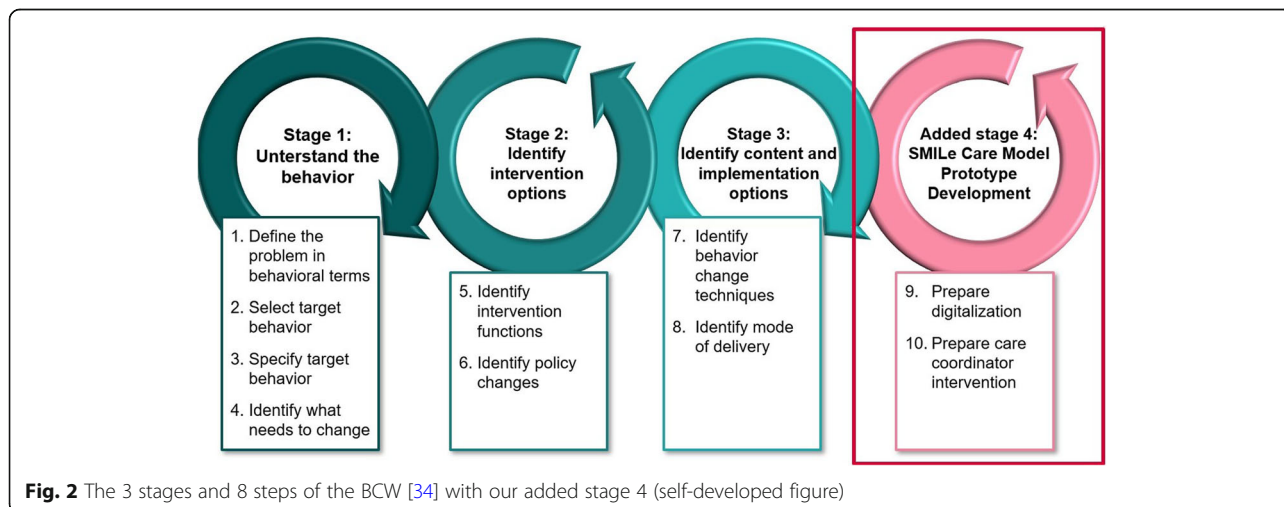 Stage 1:
Unterstand the
behavior
1. Define the
problem in
behavioral terms
2. Select target
behavior
3. Specify target
behavior
4. Identify what
needs to change
Stage 2:
Identify
intervention
options
5. Identify
intervention
functions
6. Identify policy
changes
Stage 3:
Identify content and
implementation
options
7. Identify
behavior
change
techniques
8. Identify mode
of delivery
Added stage 4:
SMILe Care Model
Prototype
Development
9. Prepare
digitalization
10. Prepare care
coordinator
intervention
Fig. 2 The 3 stages and 8 steps of the BCW [34] with our added stage 4 (self-developed figure)